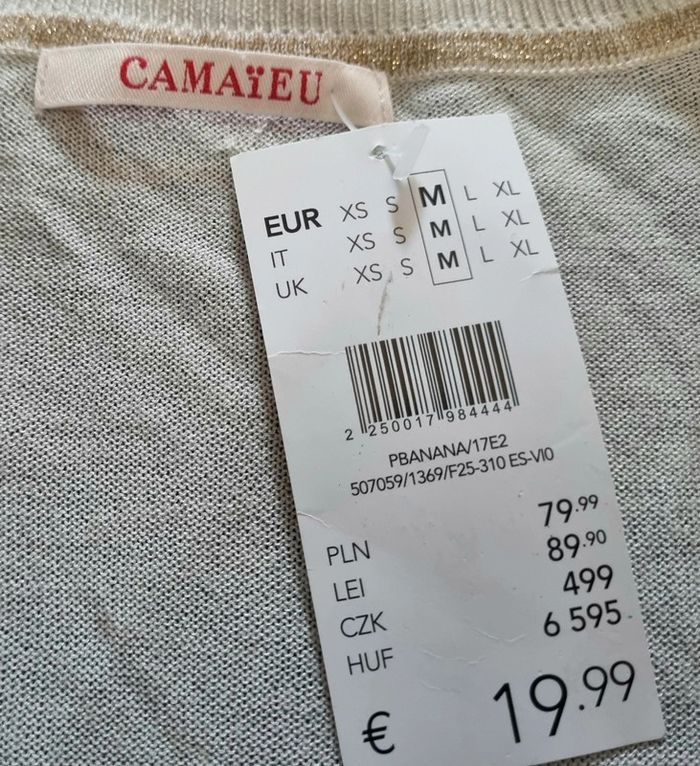 CAMAïEU
EUR XS S M L XL
IT XS S M L XL
UK XS S M L XL
2 250017 984444
PBANANA/17E2
507059/1369/F25-310 ES-VI0
PLN 79.99
LEI 89.90
CZK 499
HUF 6 595
€ 19.99